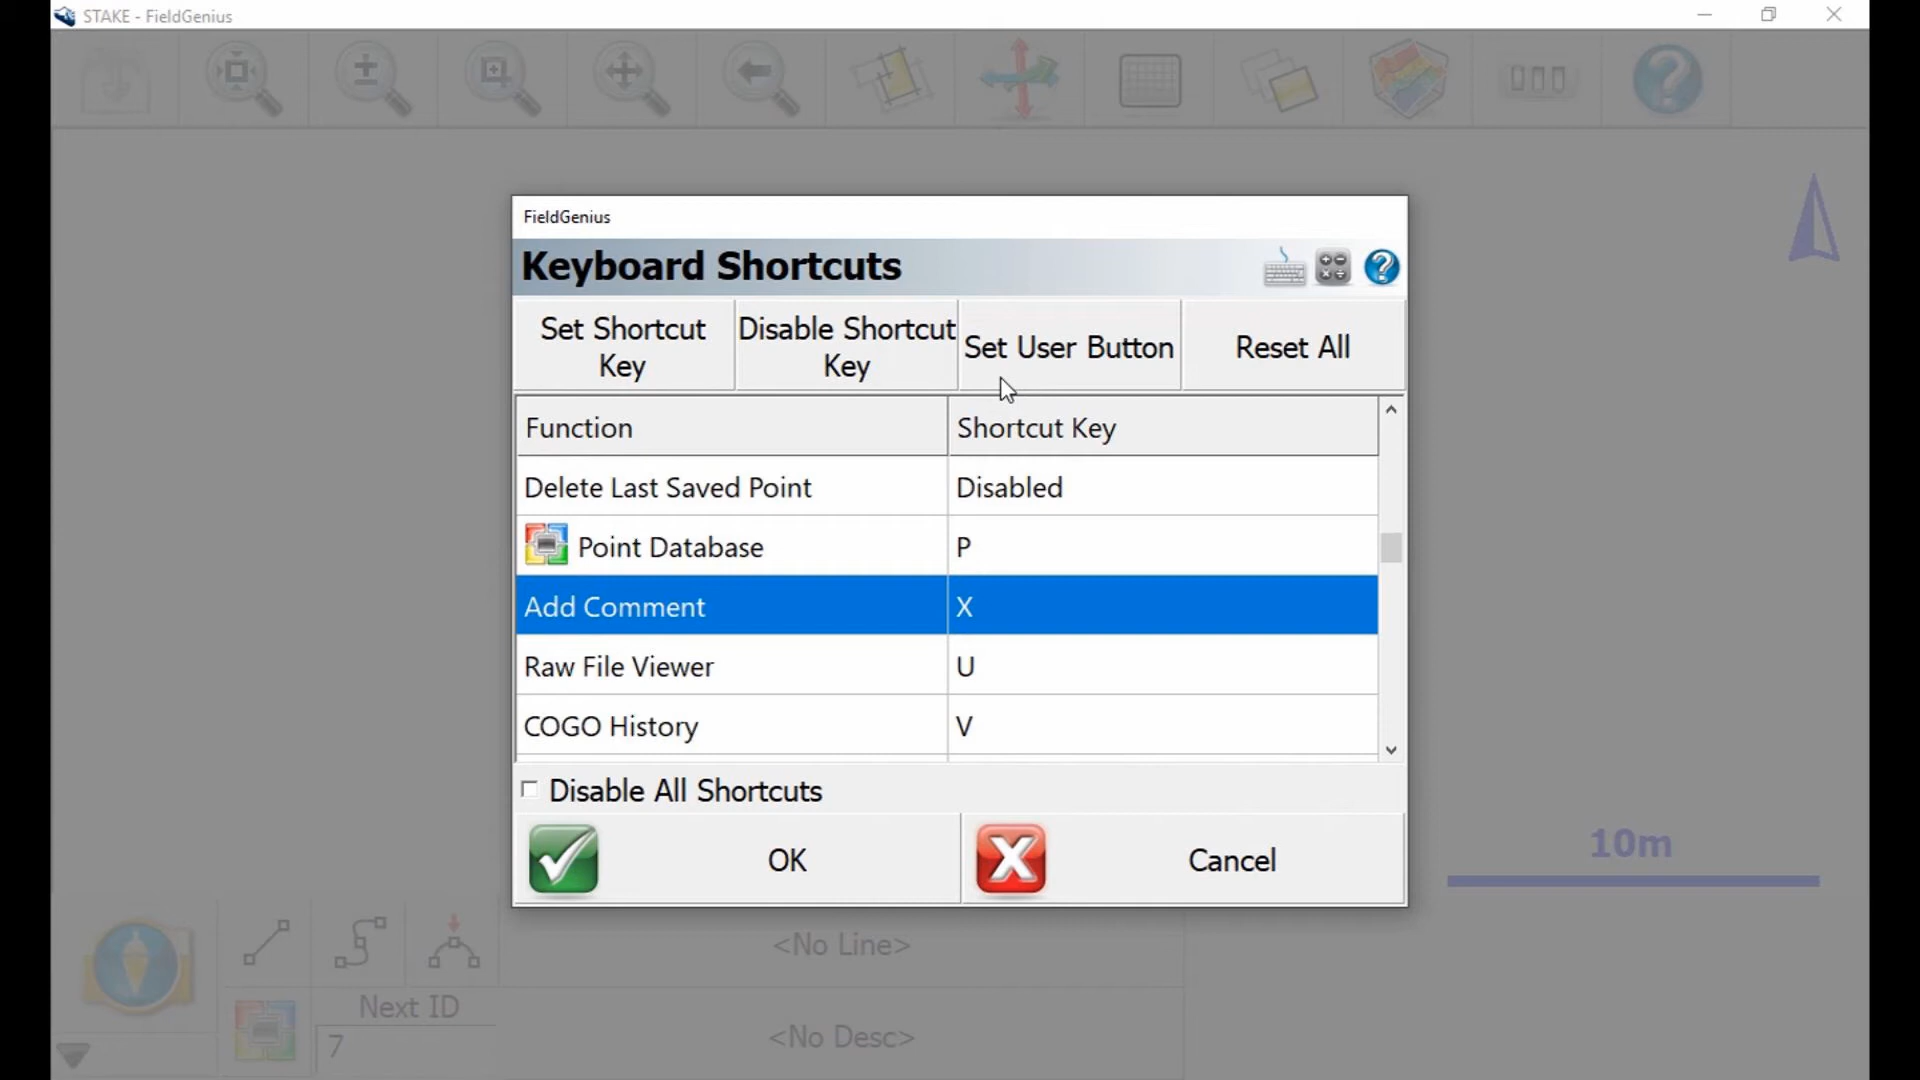 STAKE - FieldGenius
FieldGenius
Keyboard Shortcuts
Set Shortcut Key
Disable Shortcut Key
Set User Button
Reset All
Function Shortcut Key
Delete Last Saved Point Disabled
Point Database P
Add Comment X
Raw File Viewer U
COGO History V
Disable All Shortcuts
OK
Cancel
10m
<No Line>
Next ID
7
<No Desc>